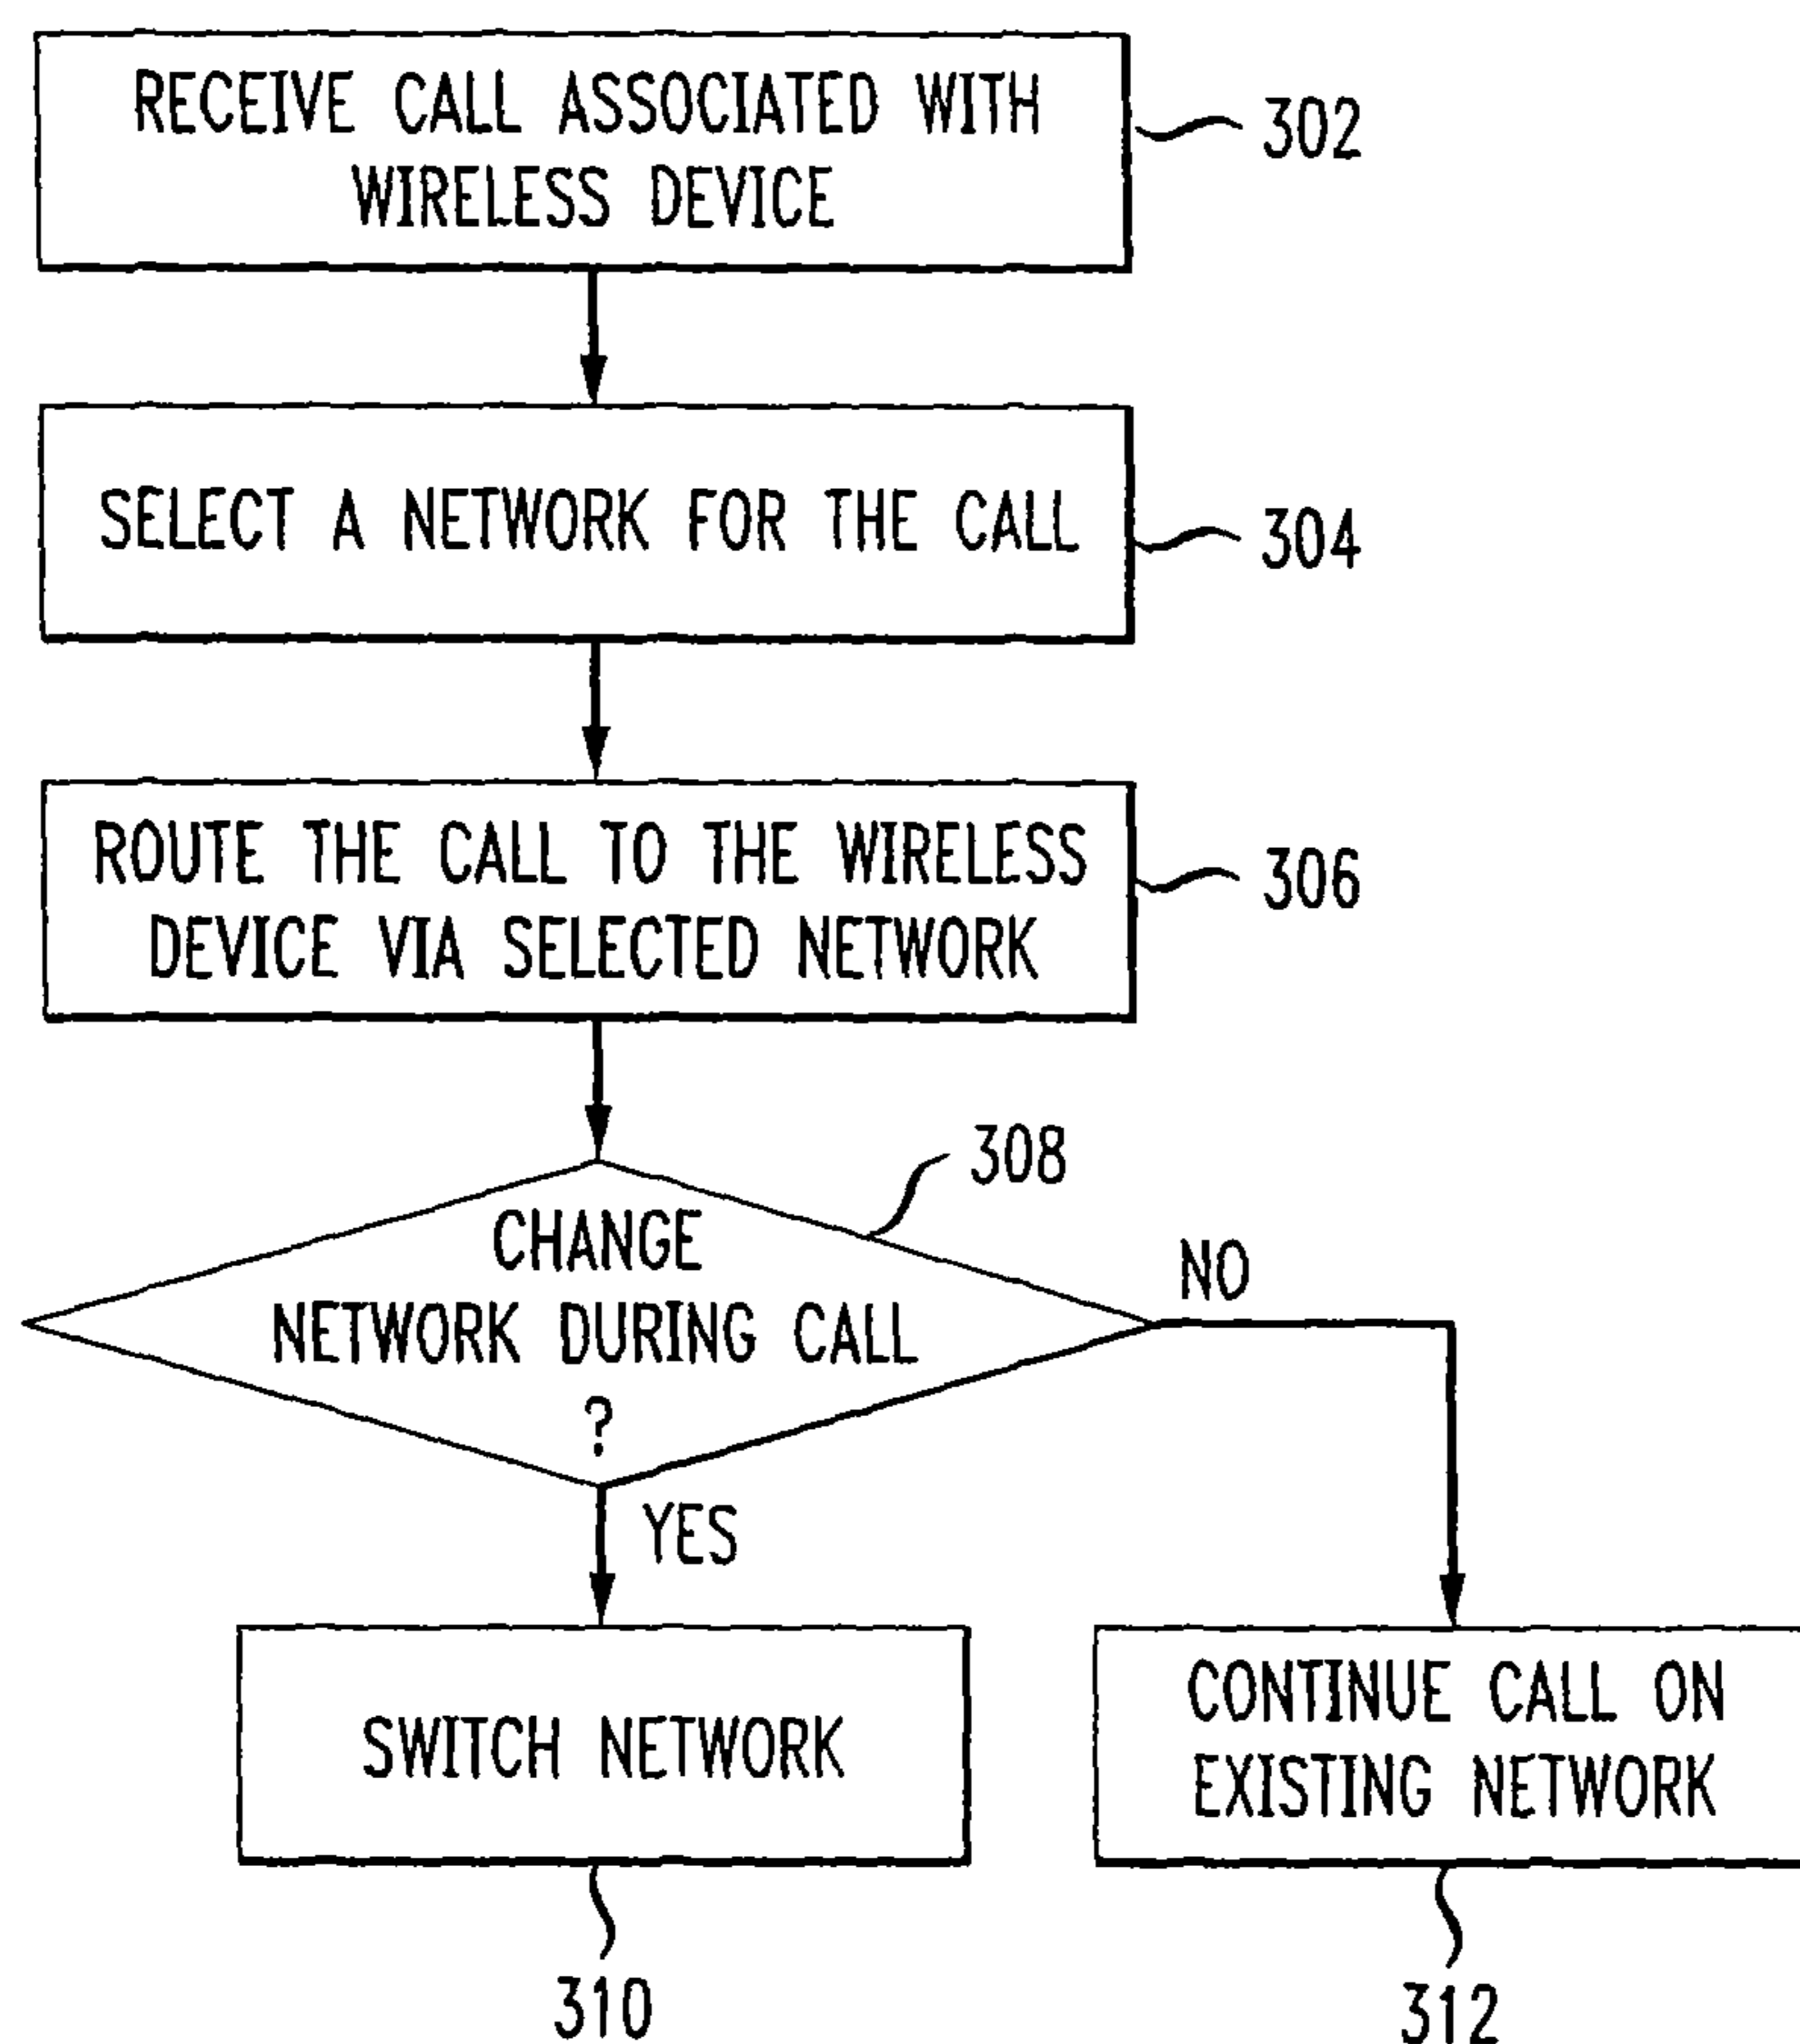 RECEIVE CALL ASSOCIATED WITH
WIRELESS DEVICE
302
SELECT A NETWORK FOR THE CALL
304
ROUTE THE CALL TO THE WIRELESS
DEVICE VIA SELECTED NETWORK
306
308
CHANGE
NETWORK DURING CALL
?
NO
YES
SWITCH NETWORK
CONTINUE CALL ON
EXISTING NETWORK
310
312